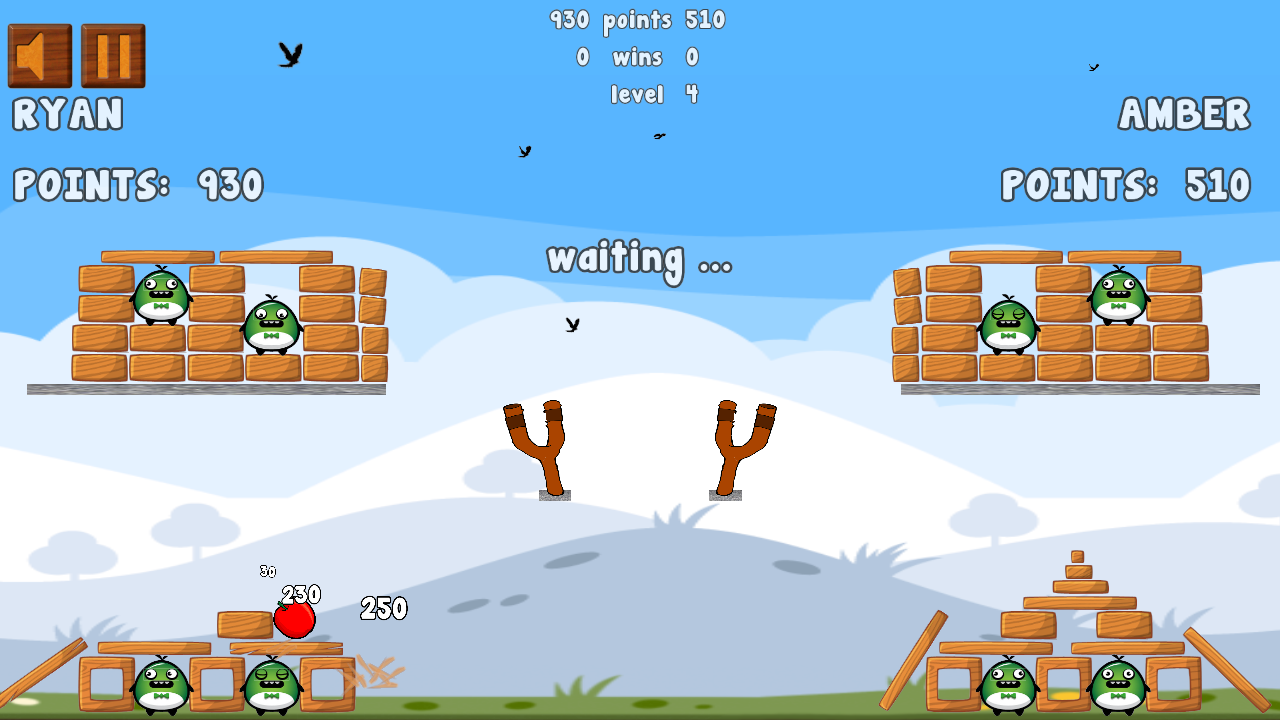 930 points 510
0 wins 0
level 4
RYAN
AMBER
POINTS: 930
POINTS: 510
waiting ...
30
230
250